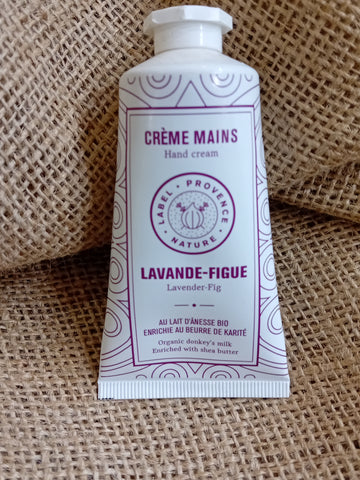 CRÈME MAINS
Hand cream
LABEL • PROVENCE • NATURE •
LAVANDE-FIGUE
Lavender-Fig
AU LAIT D'ÂNESSE BIO
ENRICHIE AU BEURRE DE KARITÉ
Organic donkey's milk
Enriched with shea butter